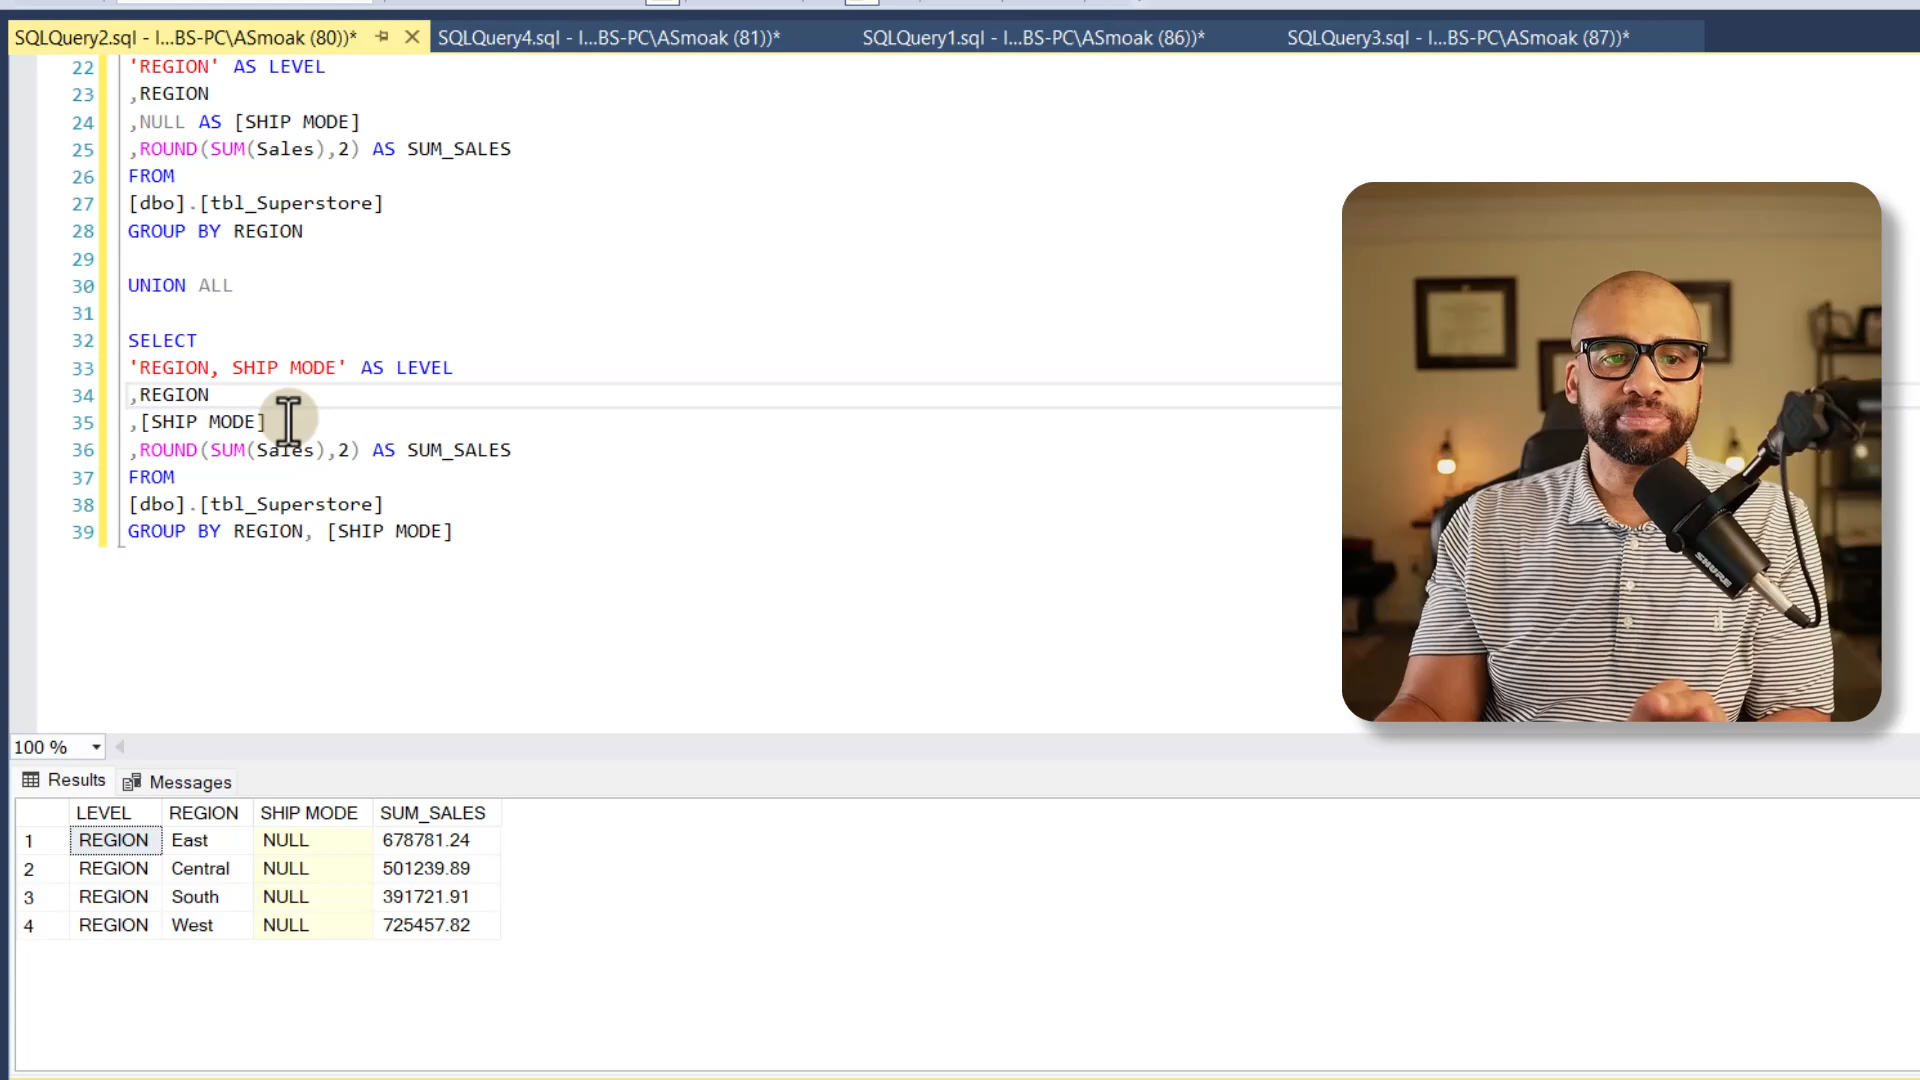 SQLQuery2.sql - I...BS-PC\ASmoak (80))* SQLQuery4.sql - I...BS-PC\ASmoak (81))* SQLQuery1.sql - I...BS-PC\ASmoak (86))* SQLQuery3.sql - I...BS-PC\ASmoak (87))*
22 'REGION' AS LEVEL
23 ,REGION
24 ,NULL AS [SHIP MODE]
25 ,ROUND(SUM(Sales),2) AS SUM_SALES
26 FROM
27 [dbo].[tbl_Superstore]
28 GROUP BY REGION
29
30 UNION ALL
31
32 SELECT
33 'REGION, SHIP MODE' AS LEVEL
34 ,REGION
35 ,[SHIP MODE]
36 ,ROUND(SUM(Sales),2) AS SUM_SALES
37 FROM
38 [dbo].[tbl_Superstore]
39 GROUP BY REGION, [SHIP MODE]
SHURE
100 %
Results Messages
LEVEL REGION SHIP MODE SUM_SALES
1 REGION East NULL 678781.24
2 REGION Central NULL 501239.89
3 REGION South NULL 391721.91
4 REGION West NULL 725457.82